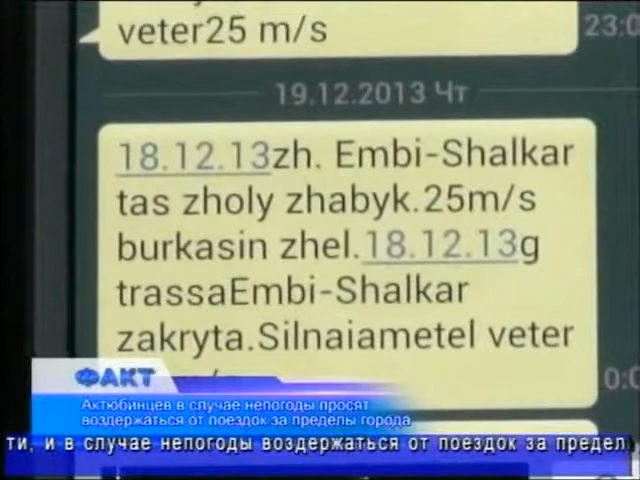 veter25 m/s
19.12.2013 Чт
18.12.13zh. Embi-Shalkar
tas zholy zhabyk.25m/s
burkasin zhel.18.12.13g
trassaEmbi-Shalkar
zakryta.Silnaiametel veter
ФАКТ
Актюбинцев в случае непогоды просят
воздержаться от поездок за пределы города
ти, и в случае непогоды воздержаться от поездок за предел